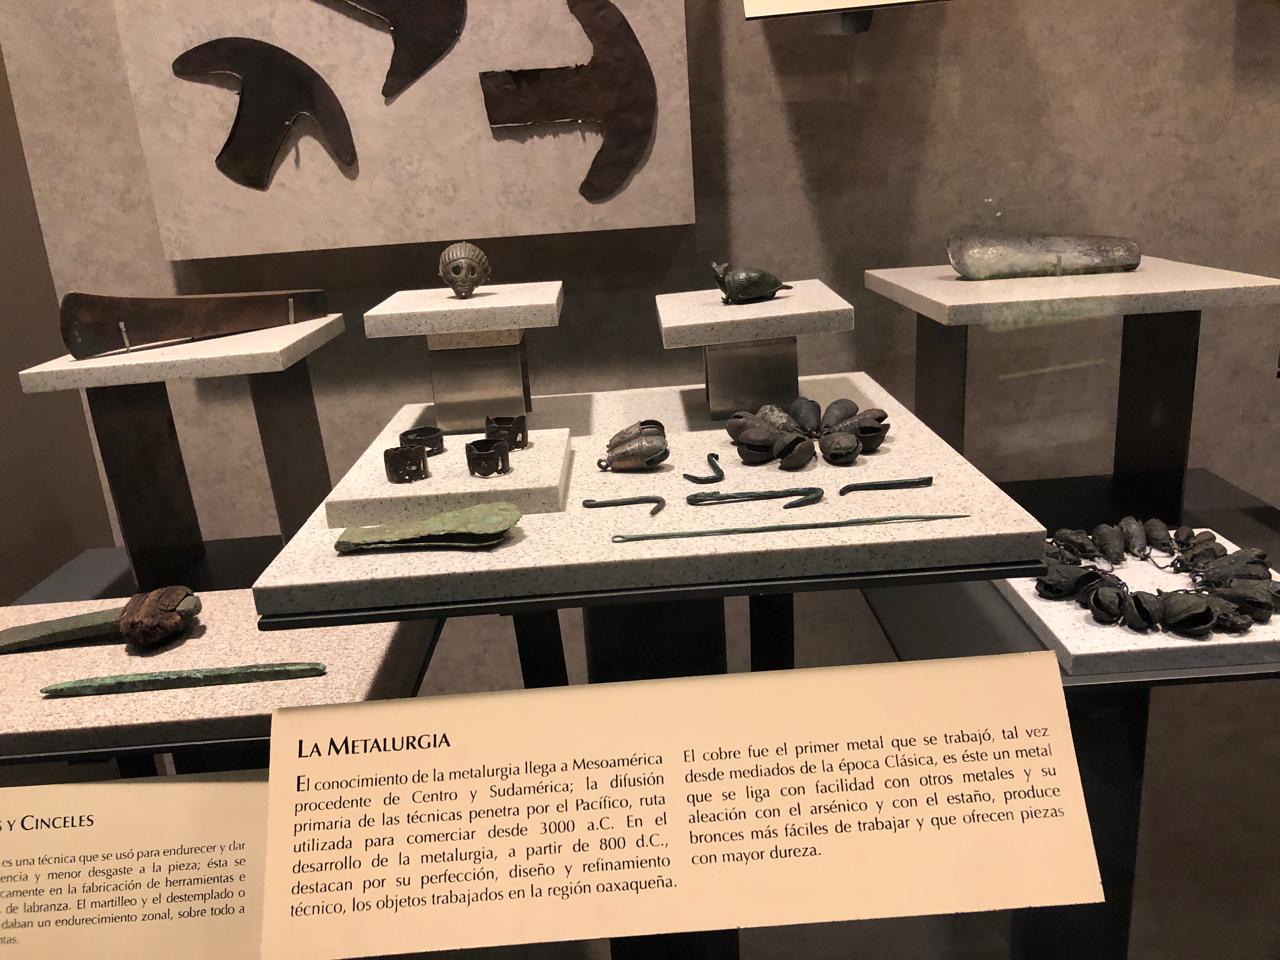 LA METALURGIA
El conocimiento de la metalurgia llega a Mesoamérica
procedente de Centro y Sudamérica; la difusión
primaria de las técnicas penetra por el Pacífico, ruta
utilizada para comerciar desde 3000 a.C. En el
desarrollo de la metalurgia, a partir de 800 d.C.,
destacan por su perfección, diseño y refinamiento
técnico, los objetos trabajados en la región oaxaqueña.
El cobre fue el primer metal que se trabajó, tal vez
desde mediados de la época Clásica, es éste un metal
que se liga con facilidad con otros metales y su
aleación con el arsénico y con el estaño, produce
bronces más fáciles de trabajar y que ofrecen piezas
con mayor dureza.
Y CINCELES
es una técnica que se usó para endurecer y dar
y menor desgaste a la pieza; ésta se
en la fabricación de herramientas e
de labranza. El martilleo y el destemplado o
daban un endurecimiento zonal, sobre todo a